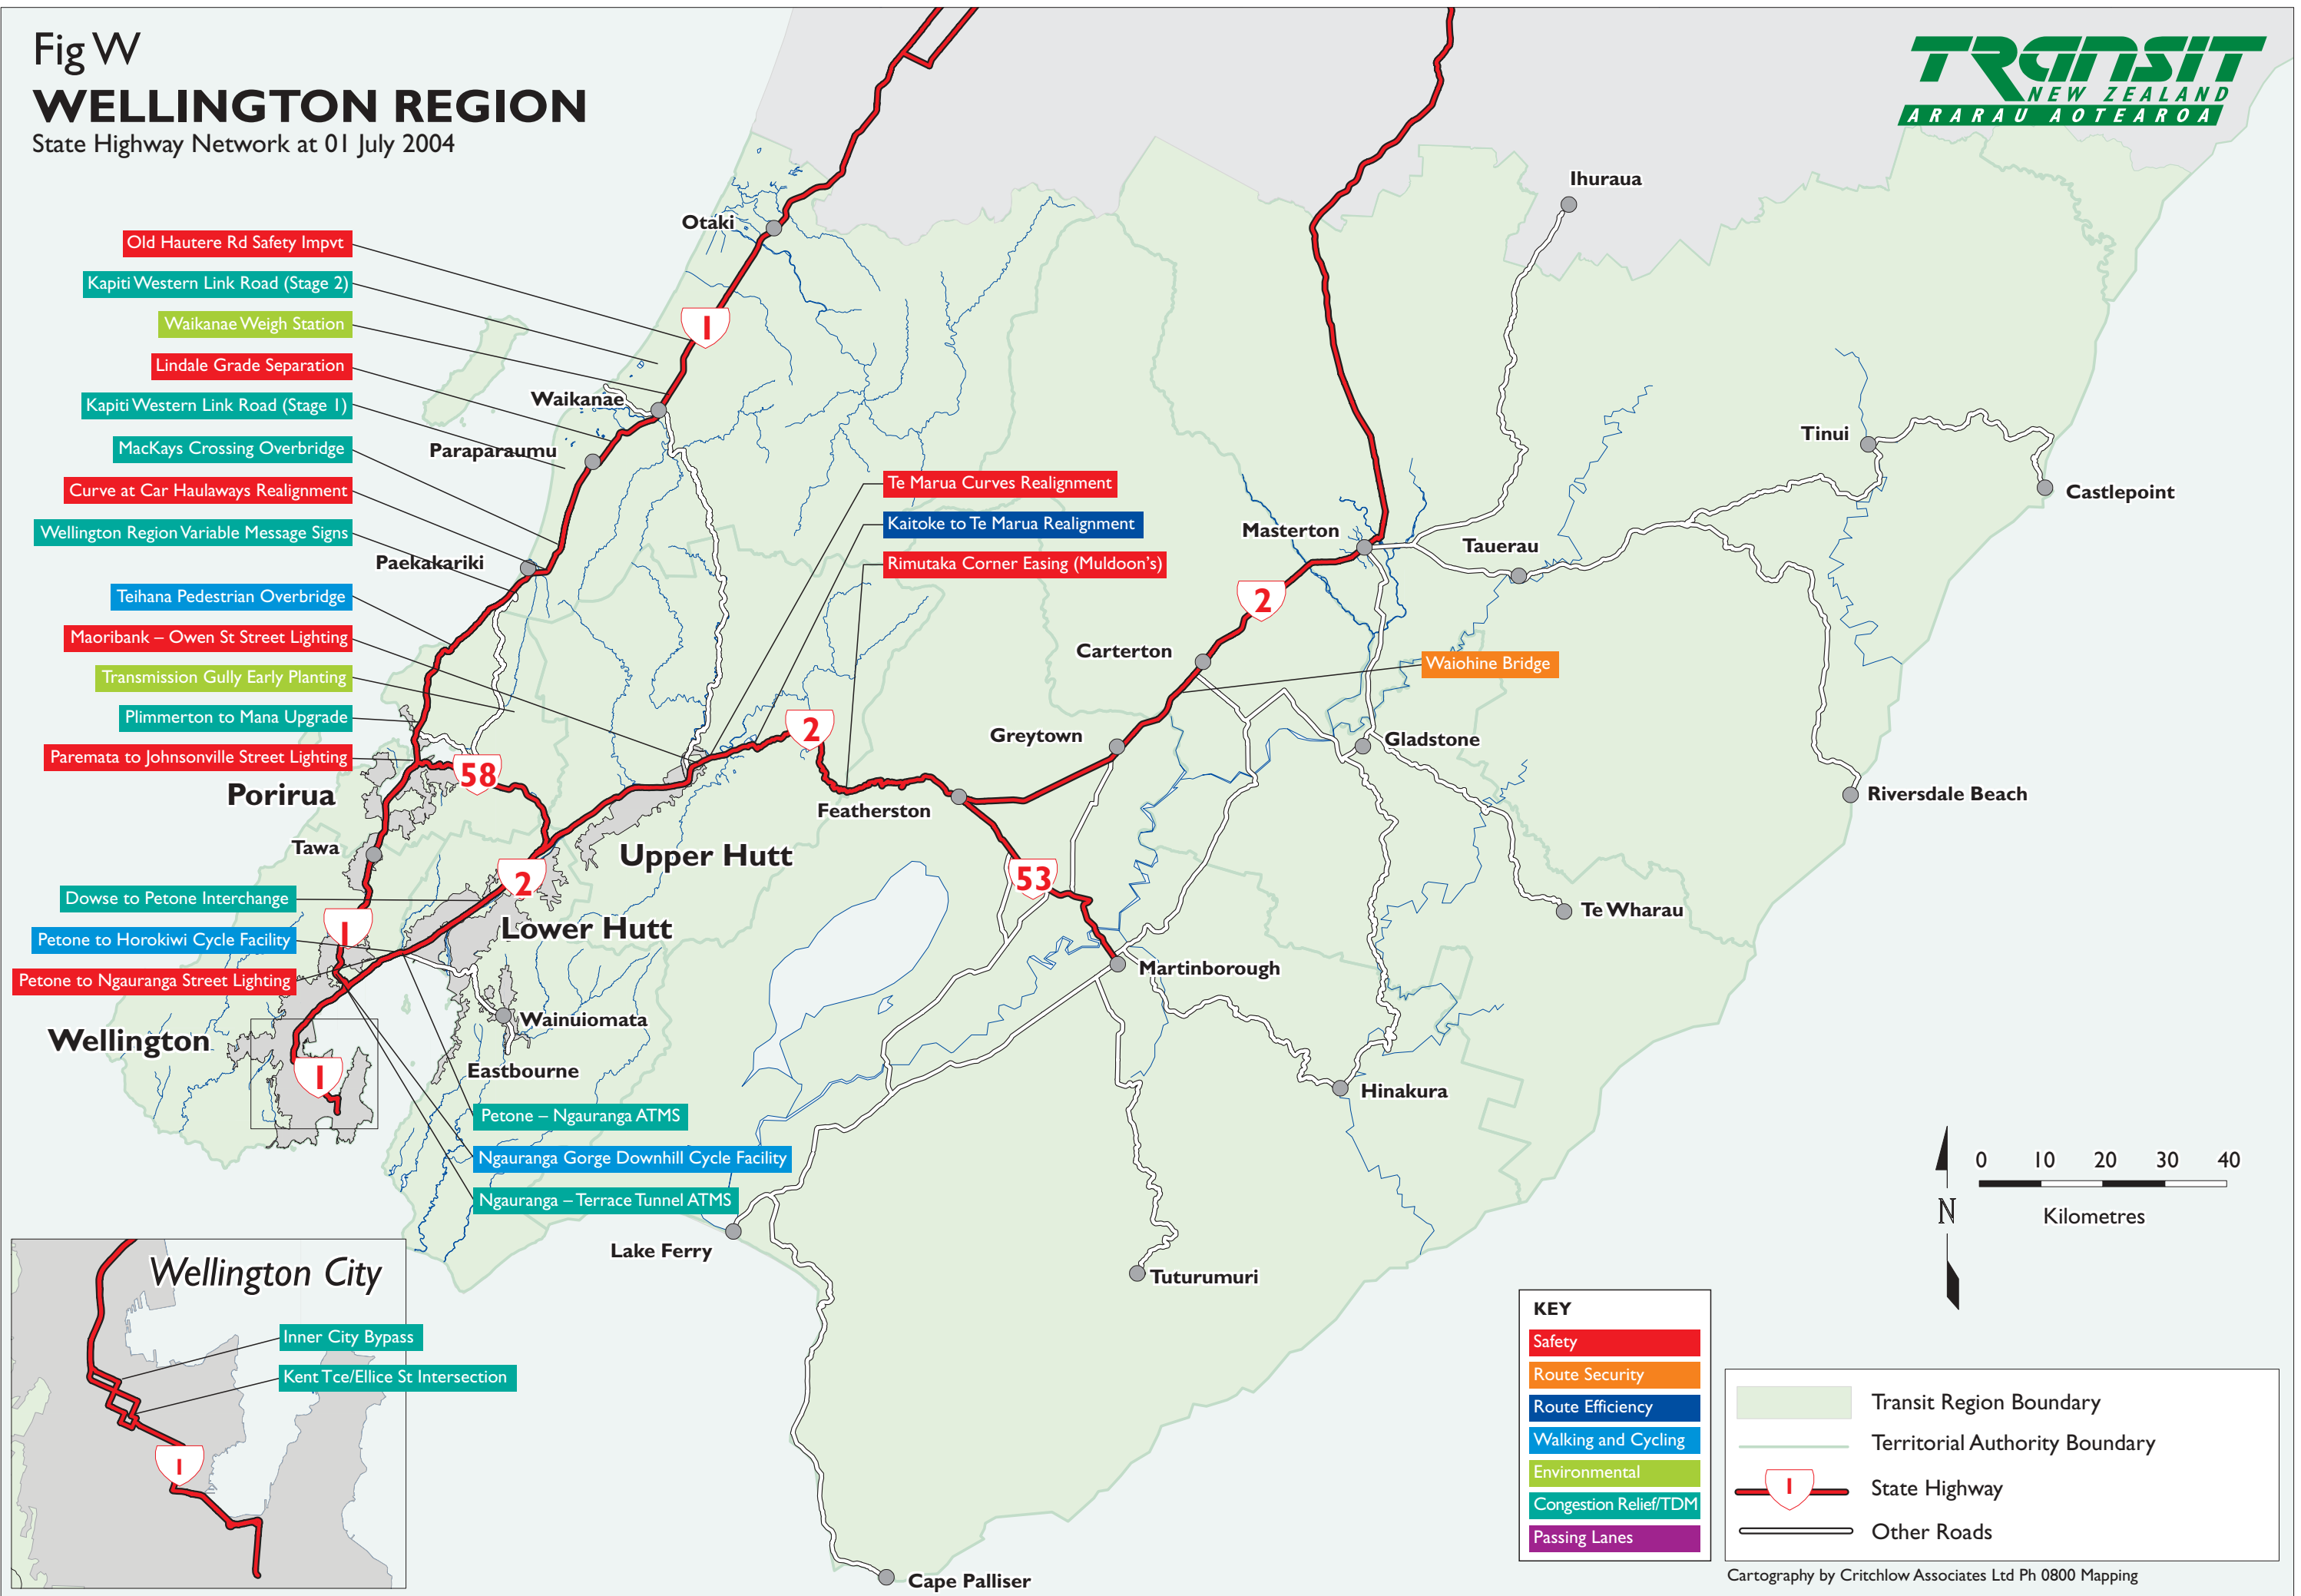 Fig W
WELLINGTON REGION
State Highway Network at 01 July 2004
TRANSIT
NEW ZEALAND
ARARAU AOTEAROA
Ihuraua
Otaki
Old Hautere Rd Safety Impvt
Kapiti Western Link Road (Stage 2)
Waikanae Weigh Station
Lindale Grade Separation
Kapiti Western Link Road (Stage 1)
MacKays Crossing Overbridge
Curve at Car Haulaways Realignment
Wellington Region Variable Message Signs
Teihana Pedestrian Overbridge
Maoribank – Owen St Street Lighting
Transmission Gully Early Planting
Plimmerton to Mana Upgrade
Paremata to Johnsonville Street Lighting
1
Waikanae
Paraparaumu
Paekakariki
Te Marua Curves Realignment
Kaitoke to Te Marua Realignment
Rimutaka Corner Easing (Muldoon's)
Masterton
Tauerau
Tinui
Castlepoint
2
Carterton
Waiohine Bridge
Greytown
Gladstone
Riversdale Beach
2
58
Porirua
Featherston
Tawa
Upper Hutt
2
53
Te Wharau
Dowse to Petone Interchange
Petone to Horokiwi Cycle Facility
Petone to Ngauranga Street Lighting
1
Lower Hutt
Martinborough
Wainuiomata
Wellington
1
Eastbourne
Hinakura
Petone – Ngauranga ATMS
Ngauranga Gorge Downhill Cycle Facility
Ngauranga – Terrace Tunnel ATMS
Lake Ferry
Tuturumuri
0 10 20 30 40
N
Kilometres
Wellington City
Inner City Bypass
Kent Tce/Ellice St Intersection
1
KEY
Safety
Route Security
Route Efficiency
Walking and Cycling
Environmental
Congestion Relief/TDM
Passing Lanes
Transit Region Boundary
Territorial Authority Boundary
1
State Highway
Other Roads
Cape Palliser
Cartography by Critchlow Associates Ltd Ph 0800 Mapping